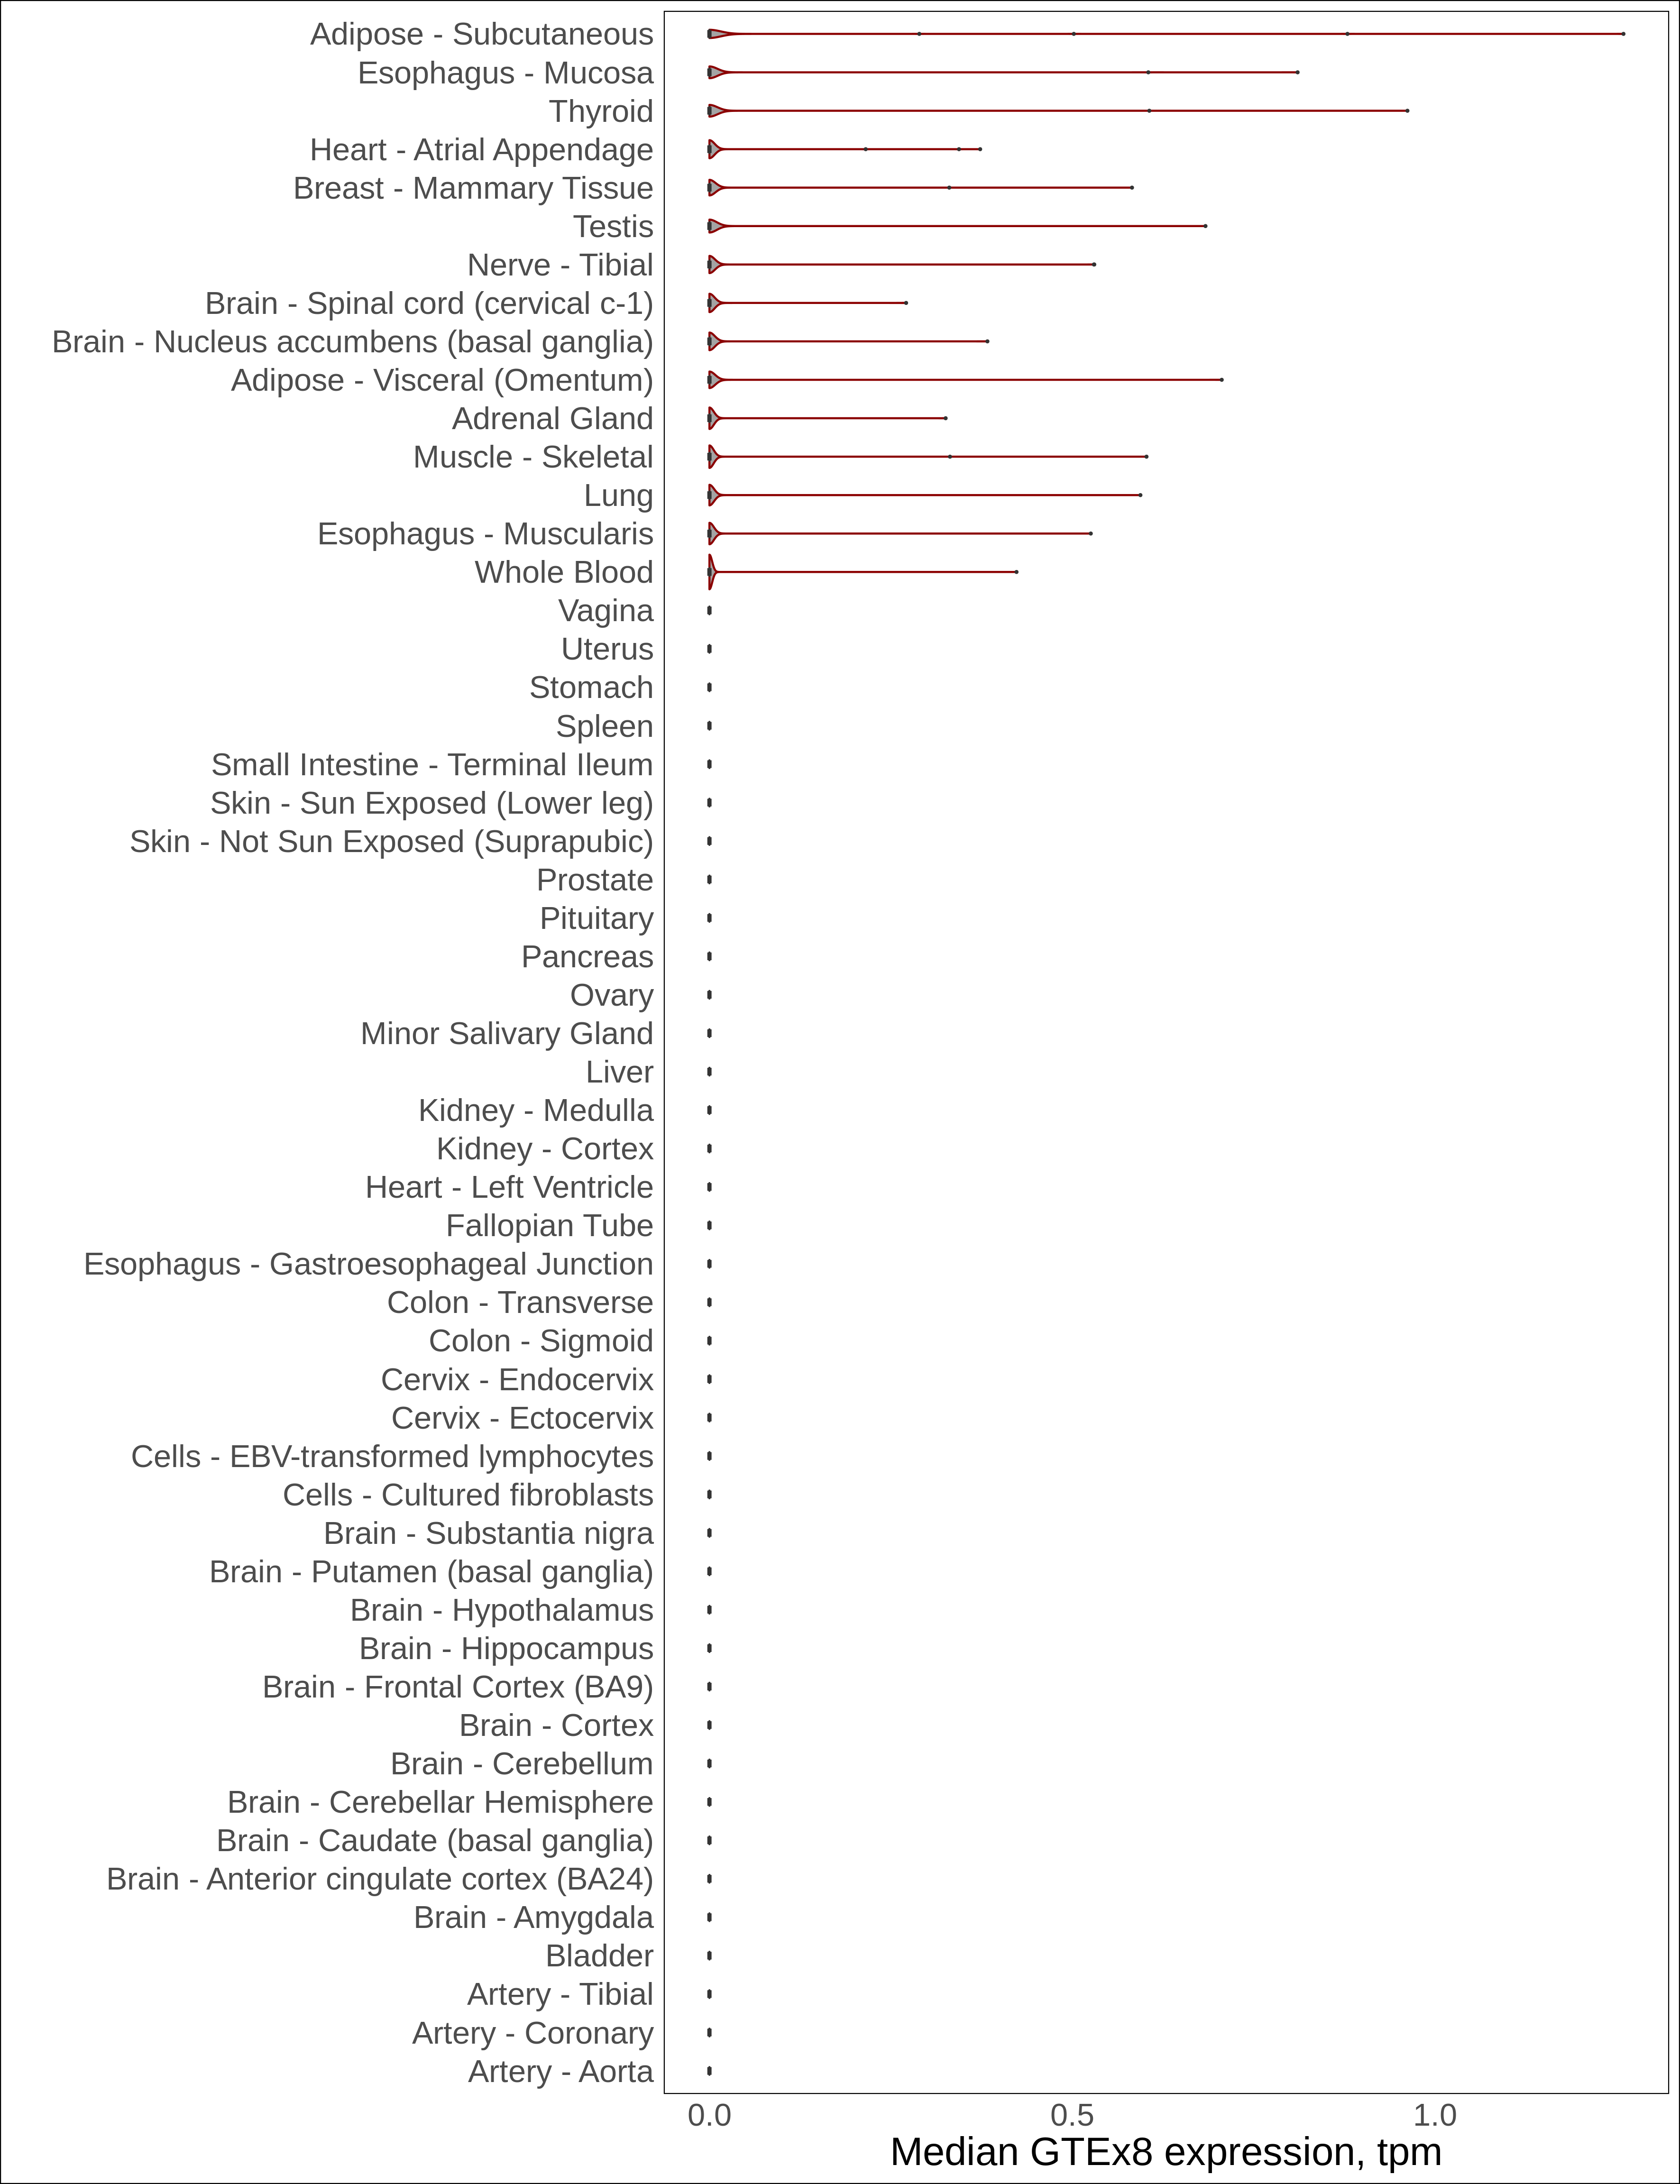 Adipose - Subcutaneous
Esophagus - Mucosa
Thyroid
Heart - Atrial Appendage
Breast - Mammary Tissue
Testis
Nerve - Tibial
Brain - Spinal cord (cervical c-1)
Brain - Nucleus accumbens (basal ganglia)
Adipose - Visceral (Omentum)
Adrenal Gland
Muscle - Skeletal
Lung
Esophagus - Muscularis
Whole Blood
Vagina
Uterus
Stomach
Spleen
Small Intestine - Terminal Ileum
Skin - Sun Exposed (Lower leg)
Skin - Not Sun Exposed (Suprapubic)
Prostate
Pituitary
Pancreas
Ovary
Minor Salivary Gland
Liver
Kidney - Medulla
Kidney - Cortex
Heart - Left Ventricle
Fallopian Tube
Esophagus - Gastroesophageal Junction
Colon - Transverse
Colon - Sigmoid
Cervix - Endocervix
Cervix - Ectocervix
Cells - EBV-transformed lymphocytes
Cells - Cultured fibroblasts
Brain - Substantia nigra
Brain - Putamen (basal ganglia)
Brain - Hypothalamus
Brain - Hippocampus
Brain - Frontal Cortex (BA9)
Brain - Cortex
Brain - Cerebellum
Brain - Cerebellar Hemisphere
Brain - Caudate (basal ganglia)
Brain - Anterior cingulate cortex (BA24)
Brain - Amygdala
Bladder
Artery - Tibial
Artery - Coronary
Artery - Aorta
0.0 0.5 1.0
Median GTEx8 expression, tpm